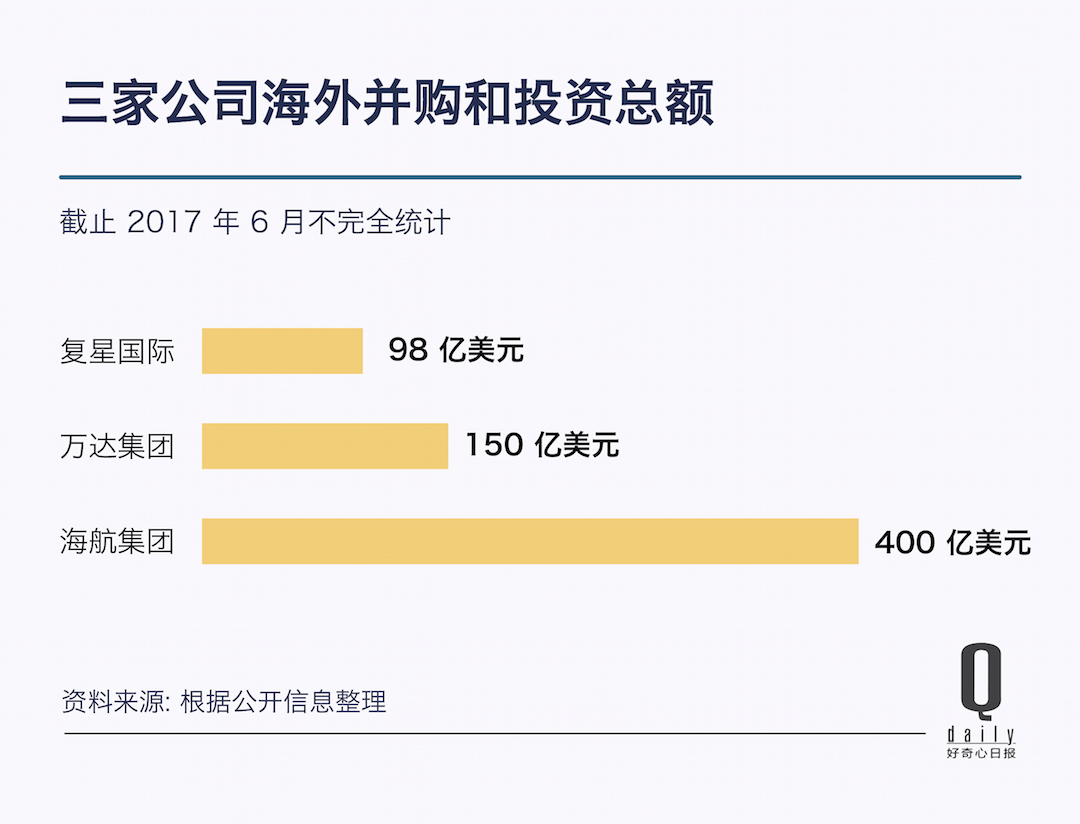 三家公司海外并购和投资总额
截止 2017 年 6 月不完全统计
复星国际 98 亿美元
万达集团 150 亿美元
海航集团 400 亿美元
资料来源: 根据公开信息整理
Q
daily
好奇心日报